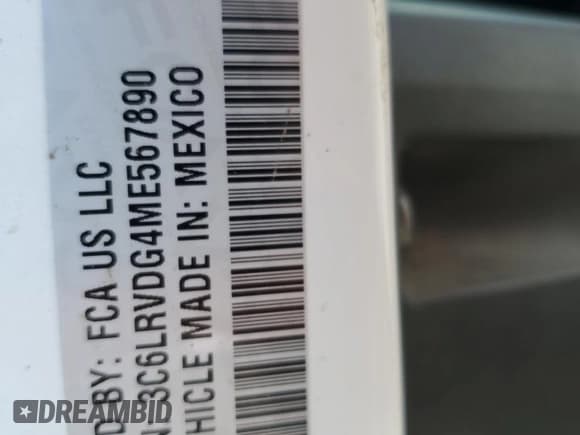 D BY: FCA US LLC
3C6LRVDG4ME567890
HICLE MADE IN: MEXICO
DREAMBID